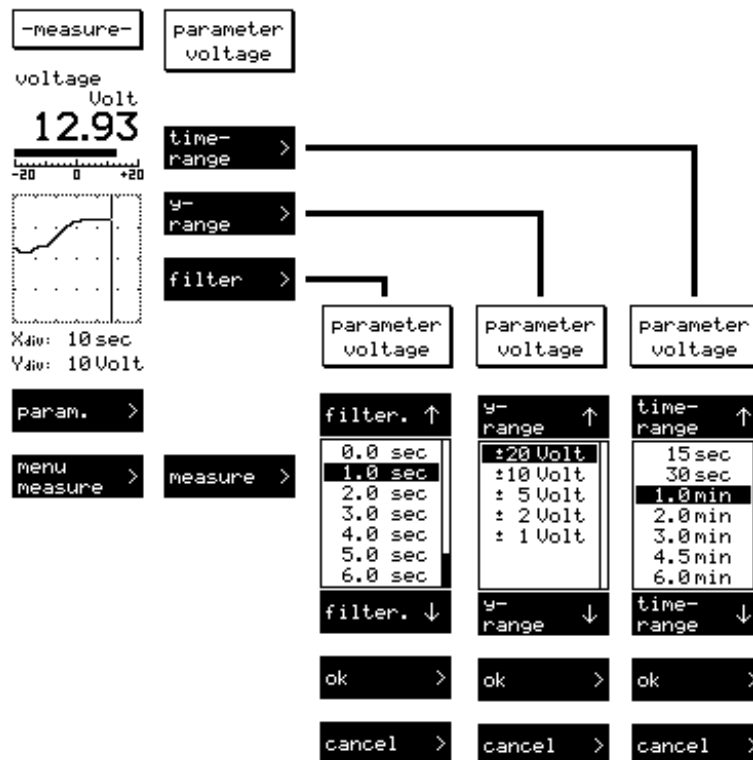 -measure-
voltage
Volt
12.93
-20 0 +20
Xdiv: 10 sec
Ydiv: 10 Volt
param. >
menu
measure >
parameter
voltage
time-
range >
y-
range >
filter >
measure >
parameter
voltage
filter. ↑
0.0 sec
1.0 sec
2.0 sec
3.0 sec
4.0 sec
5.0 sec
6.0 sec
filter. ↓
ok >
cancel >
parameter
voltage
y-
range ↑
±20 Volt
±10 Volt
± 5 Volt
± 2 Volt
± 1 Volt
y-
range ↓
ok >
cancel >
parameter
voltage
time-
range ↑
15 sec
30 sec
1.0 min
2.0 min
3.0 min
4.5 min
6.0 min
time-
range ↓
ok >
cancel >